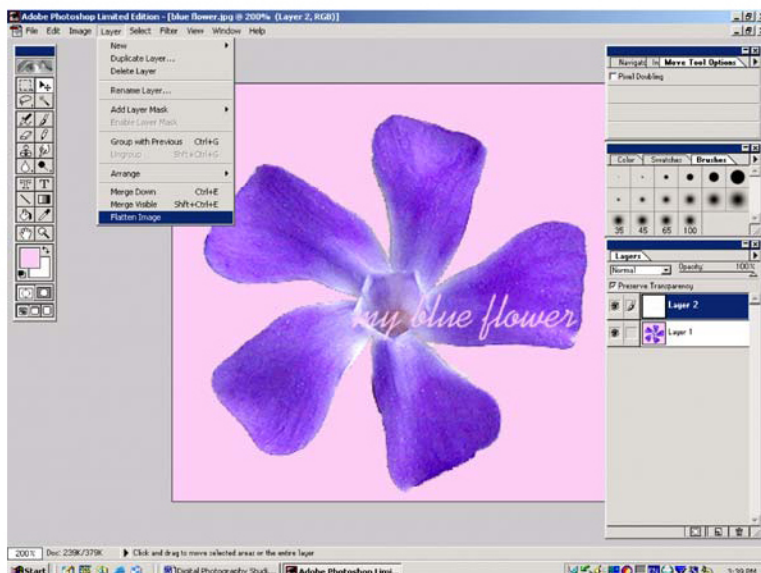 Adobe Photoshop Limited Edition - [blue flower.jpg @ 200% (Layer 2, RGB)]
File Edit Image Layer Select Filter View Window Help
New
Duplicate Layer...
Delete Layer
Rename Layer...
Add Layer Mask
Enable Layer Mask
Group with Previous Ctrl+G
Ungroup Shft+Ctrl+G
Arrange
Merge Down Ctrl+E
Merge Visible Shft+Ctrl+E
Flatten Image
my blue flower
Move Tool Options
Pixel Doubling
Color Swatches Brushes
35 45 65 100
Layers
Normal Opacity: 100%
Preserve Transparency
Layer 2
Layer 1
200% Doc: 239K/379K Click and drag to move selected areas or the entire layer
Start Digital Photography Studi... Adobe Photoshop Limi... 3:39 PM